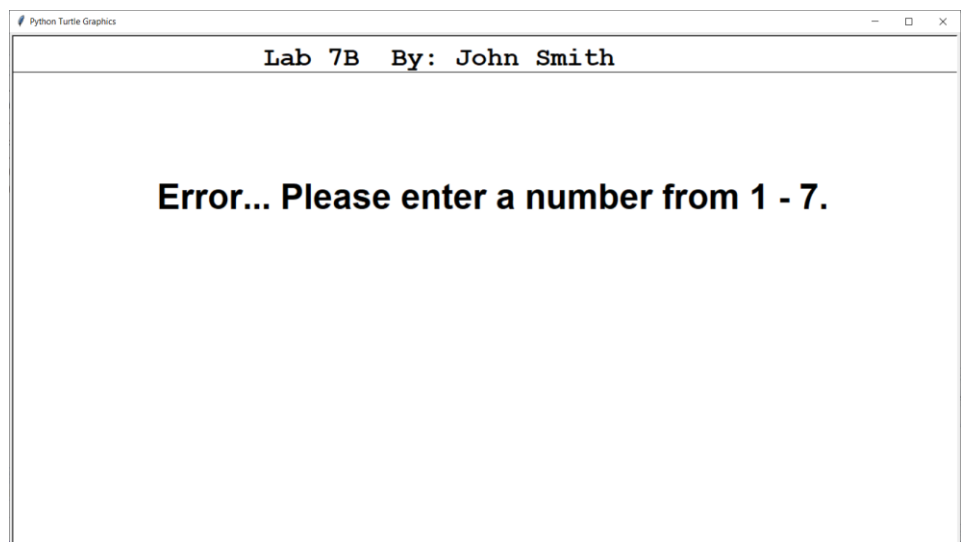 Python Turtle Graphics
Lab 7B By: John Smith
Error... Please enter a number from 1 - 7.